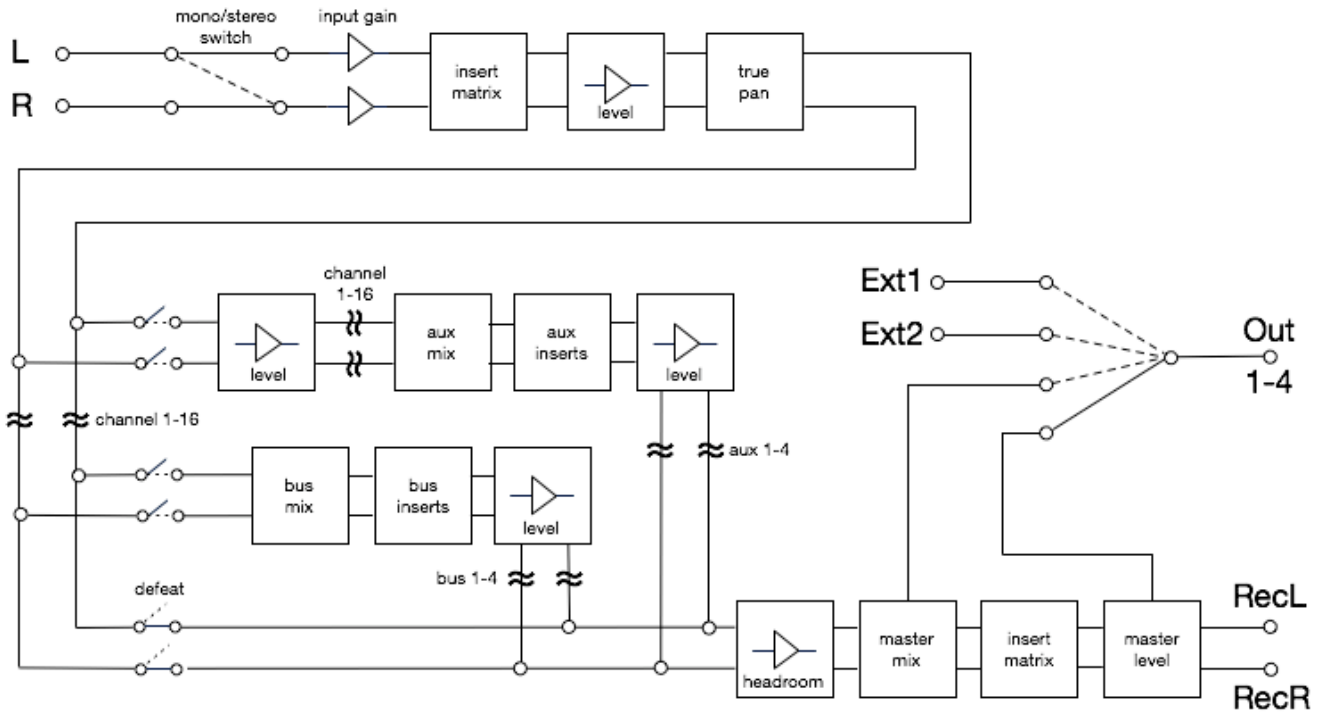 mono/stereo
switch
input gain
L
R
insert
matrix
level
true
pan
channel
1-16
level
aux
mix
aux
inserts
level
Ext1
Ext2
Out
1-4
channel 1-16
aux 1-4
bus
mix
bus
inserts
level
bus 1-4
defeat
headroom
master
mix
insert
matrix
master
level
RecL
RecR